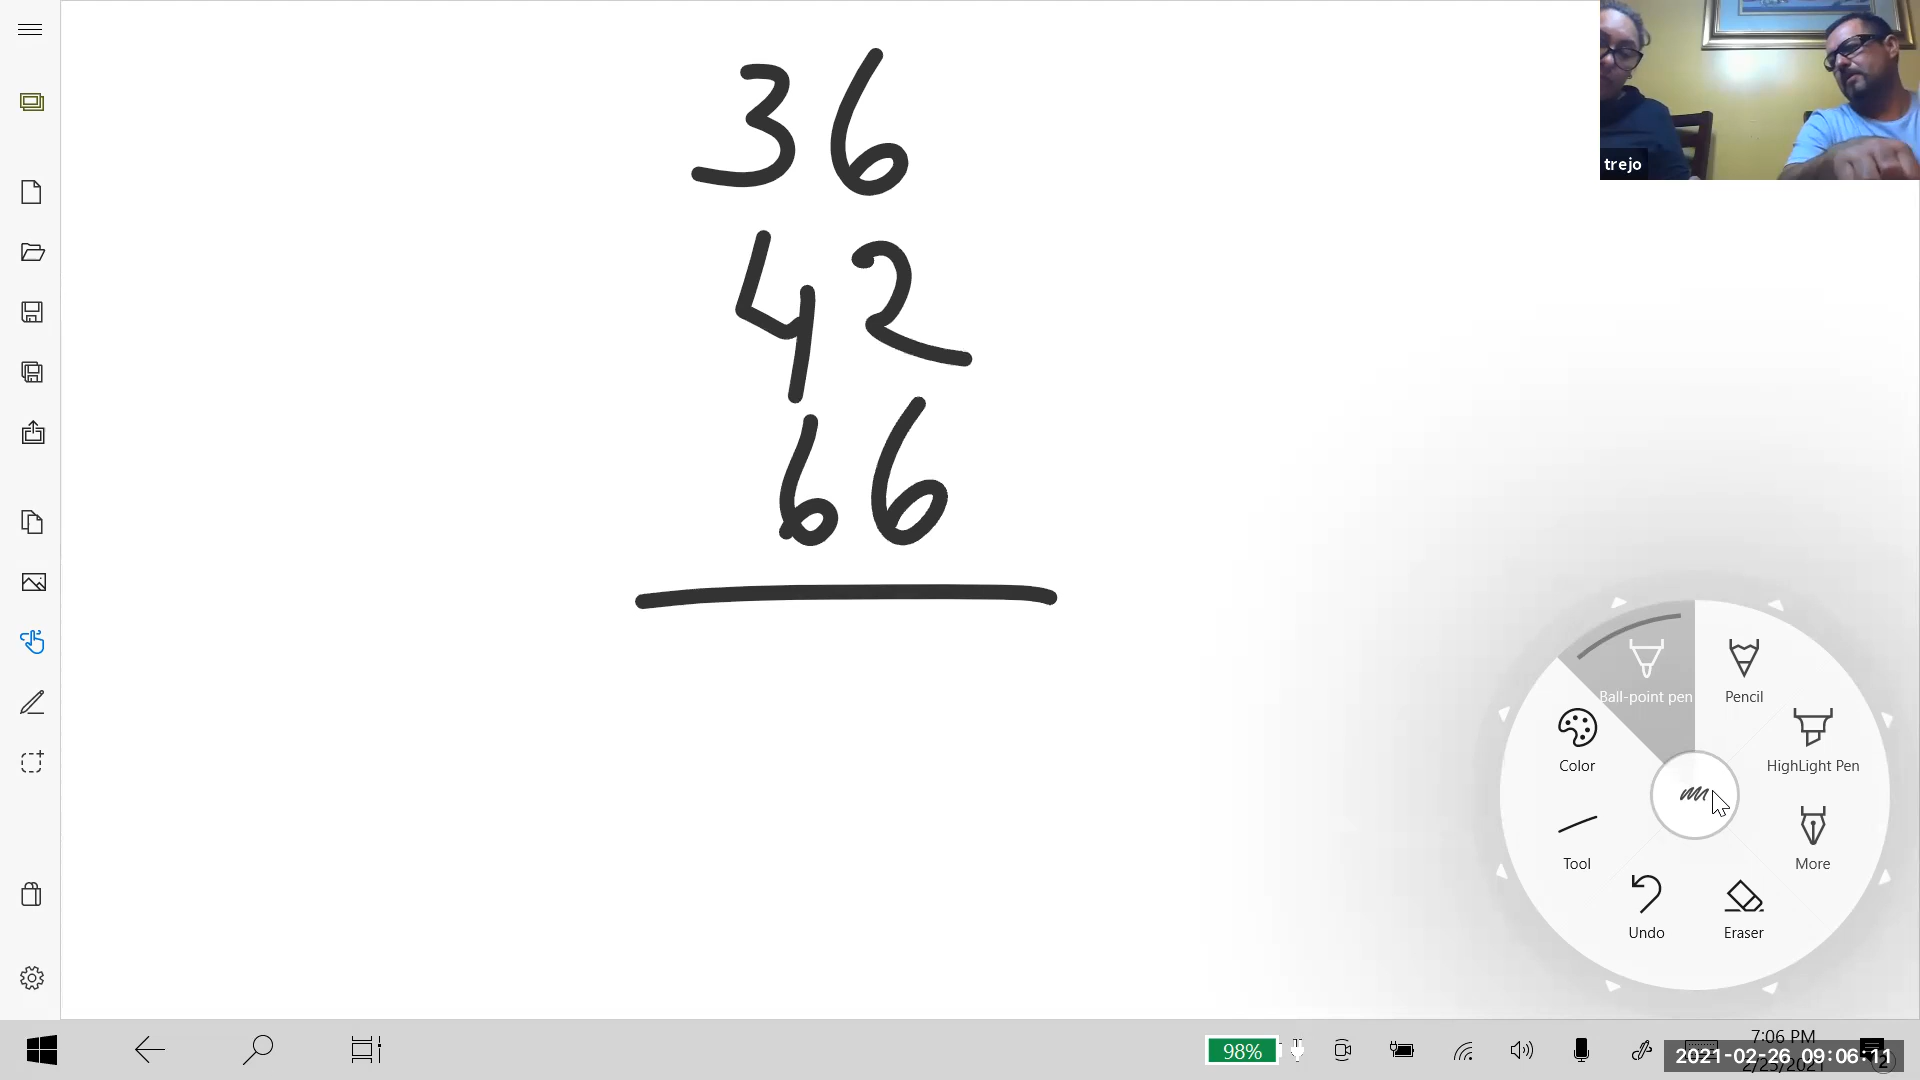 36
trejo
42
66
Ball-point pen
Pencil
Color
HighLight Pen
Tool
More
Undo
Eraser
98%
7:06 PM
2021-02-26 09:06:11